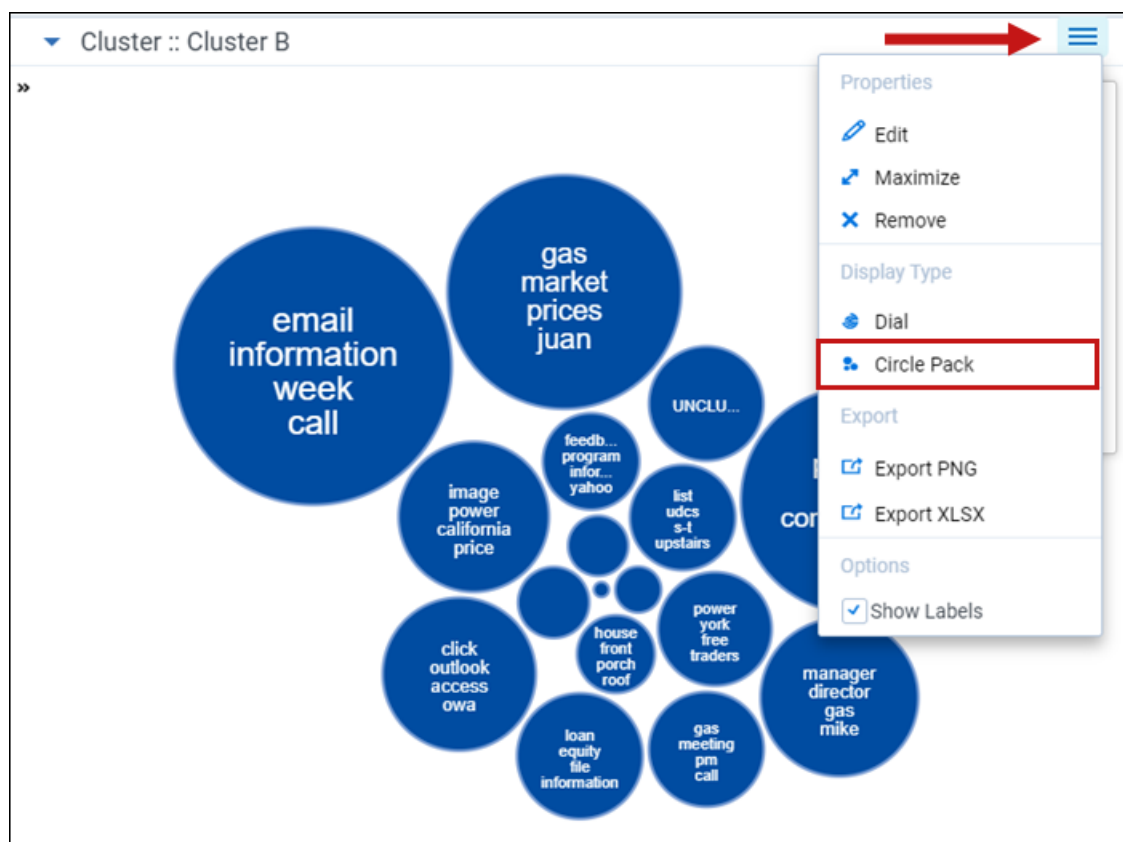 Cluster :: Cluster B
»
Properties
Edit
Maximize
Remove
Display Type
Dial
Circle Pack
Export
Export PNG
Export XLSX
Options
Show Labels
gas
market
prices
juan
email
information
week
call
UNCLU...
feedb...
program
infor...
yahoo
image
power
california
price
list
udcs
s-t
upstairs
power
york
free
traders
house
front
porch
roof
click
outlook
access
owa
manager
director
gas
mike
loan
equity
file
information
gas
meeting
pm
call